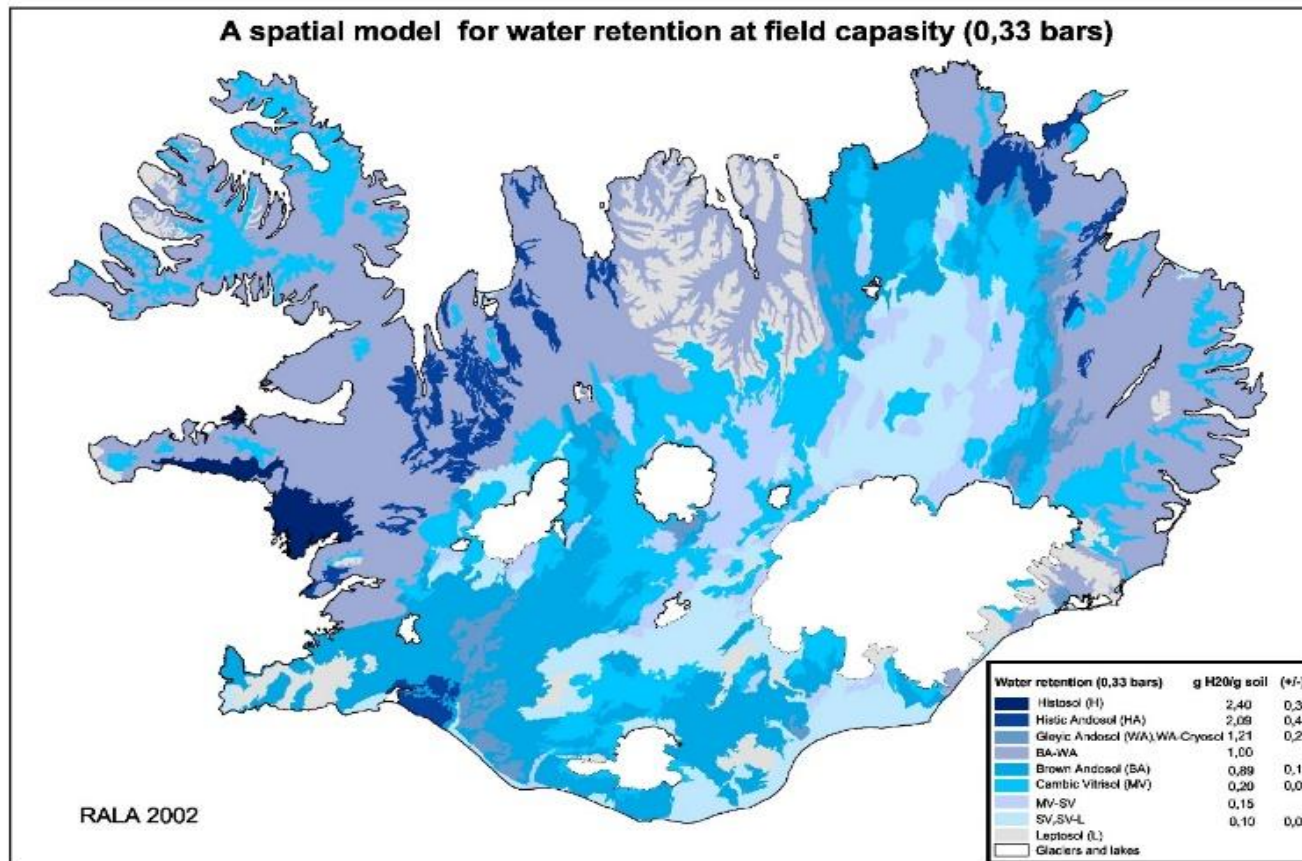 A spatial model for water retention at field capasity (0,33 bars)
Water retention (0,33 bars) g H20/g soil (+/-)
Histosol (H) 2,40 0,3
Histic Andosol (HA) 2,09 0,4
Gleyic Andosol (WA),WA-Cryosol 1,21 0,2
BA-WA 1,00
Brown Andosol (BA) 0,89 0,1
Cambic Vitrisol (MV) 0,20 0,0
MV-SV 0,15
SV,SV-L 0,10 0,0
Leptosol (L)
Glaciers and lakes
RALA 2002